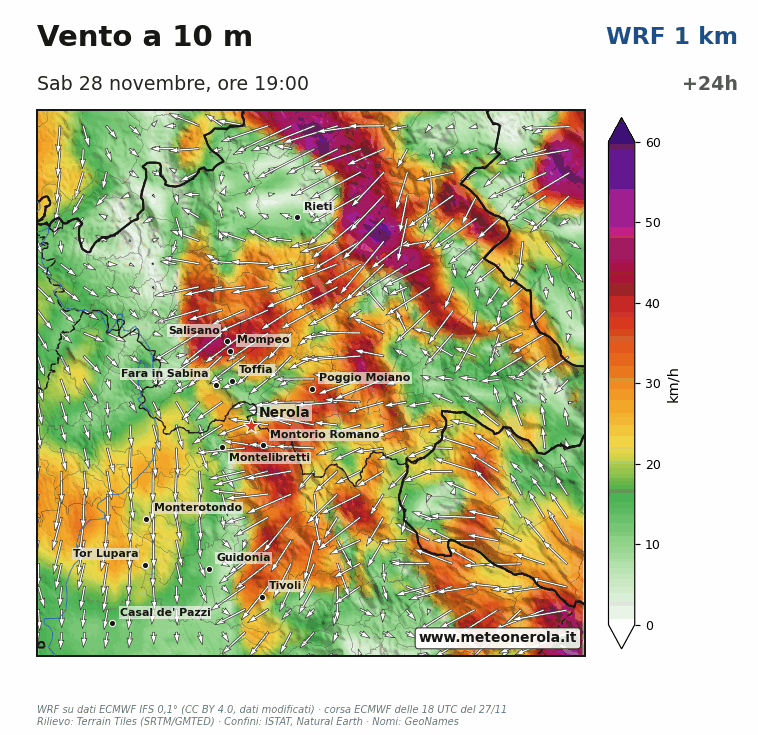 Vento a 10 m
WRF 1 km
Sab 28 novembre, ore 19:00
+24h
Rieti
Salisano
Mompeo
Fara in Sabina
Toffia
Poggio Moiano
Nerola
Montorio Romano
Montelibretti
Monterotondo
Tor Lupara
Guidonia
Tivoli
Casal de' Pazzi
www.meteonerola.it
60
50
40
30
20
10
0
km/h
WRF su dati ECMWF IFS 0,1° (CC BY 4.0, dati modificati) · corsa ECMWF delle 18 UTC del 27/11
Rilievo: Terrain Tiles (SRTM/GMTED) · Confini: ISTAT, Natural Earth · Nomi: GeoNames